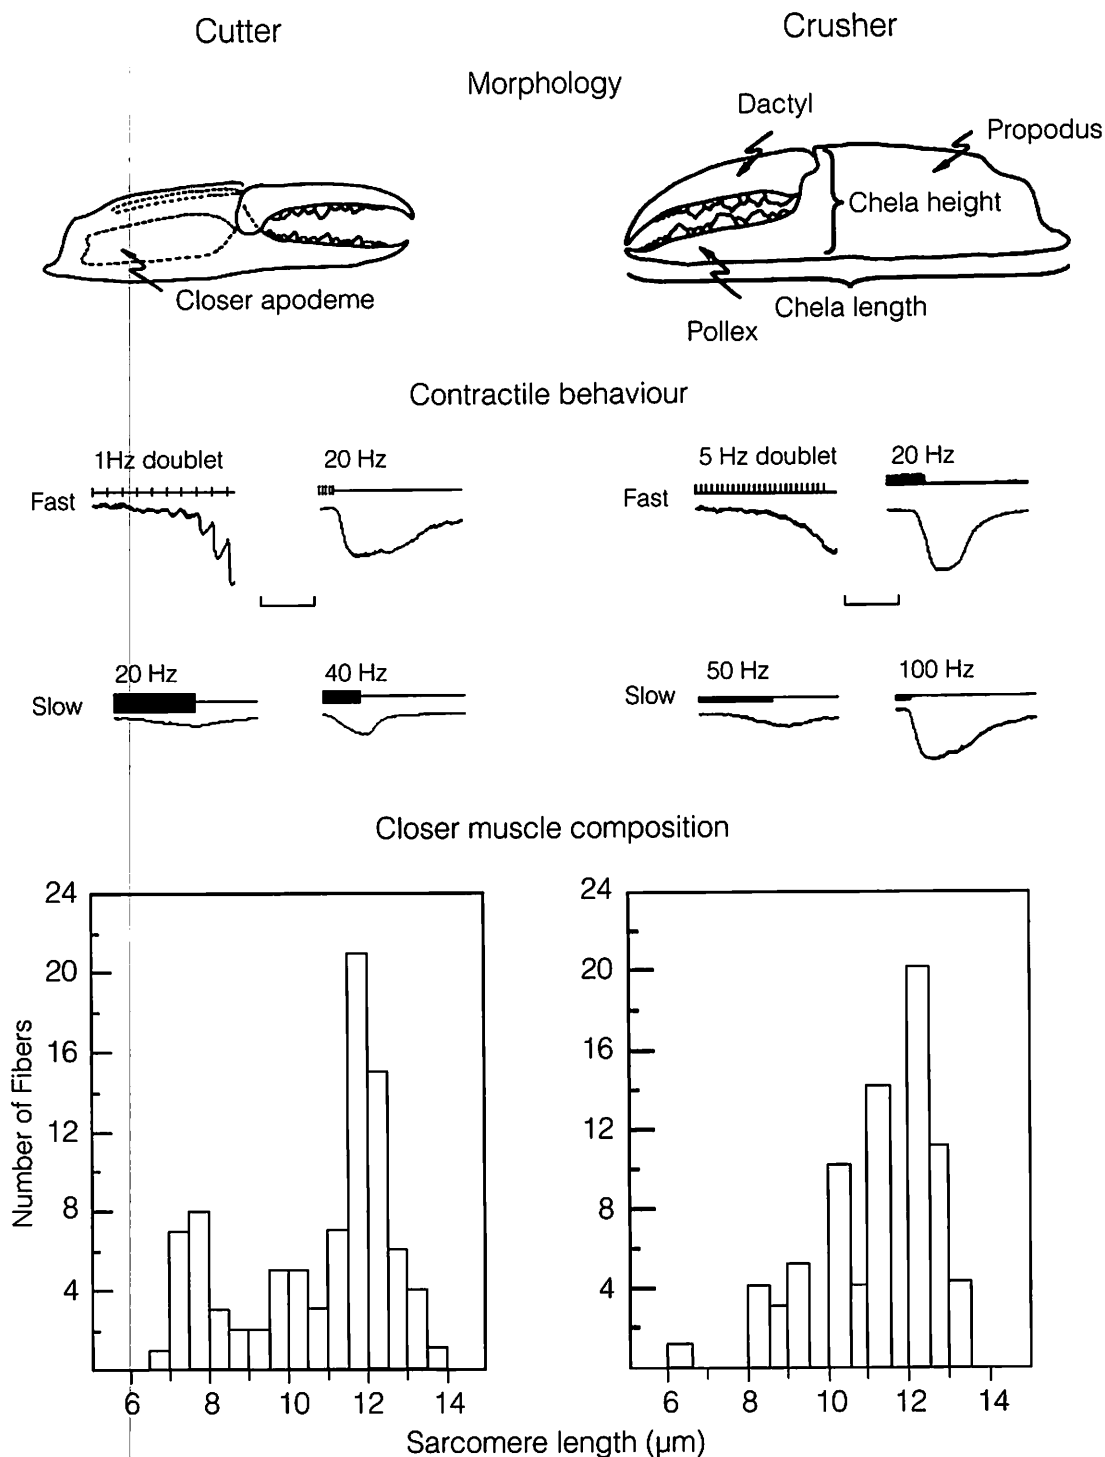 Cutter
Crusher
Morphology
Dactyl
Propodus
Chela height
Closer apodeme
Chela length
Pollex
Contractile behaviour
1Hz doublet
20 Hz
5 Hz doublet
20 Hz
Fast
Fast
20 Hz
40 Hz
50 Hz
100 Hz
Slow
Slow
Closer muscle composition
24
20
16
12
8
4
24
20
16
12
8
4
Number of Fibers
6 8 10 12 14
6 8 10 12 14
Sarcomere length (µm)